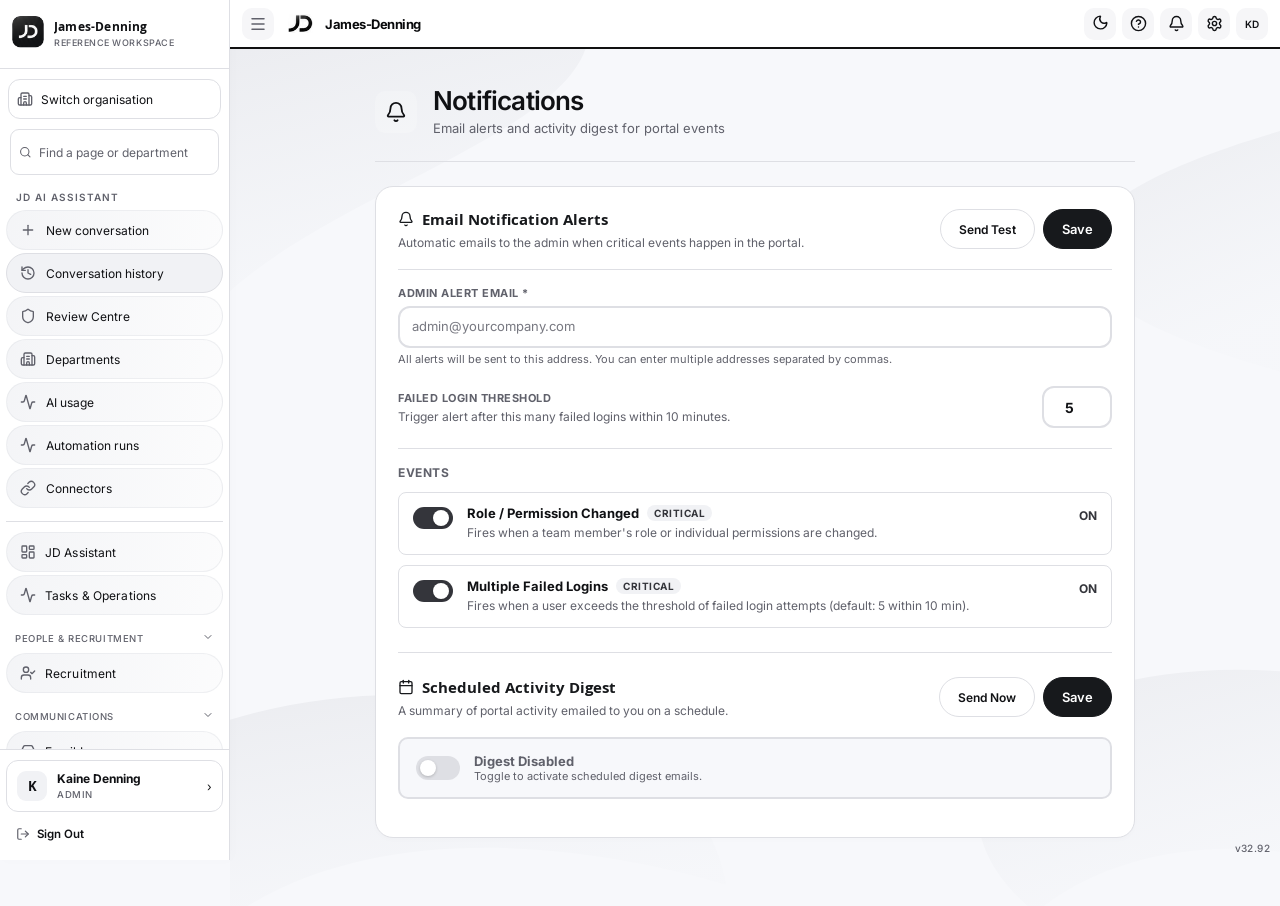 James-Denning
REFERENCE WORKSPACE
Switch organisation
Find a page or department
JD AI ASSISTANT
New conversation
Conversation history
Review Centre
Departments
AI usage
Automation runs
Connectors
JD Assistant
Tasks & Operations
PEOPLE & RECRUITMENT
Recruitment
COMMUNICATIONS
K
Kaine Denning
ADMIN
›
Sign Out
JD
James-Denning
KD
Notifications
Email alerts and activity digest for portal events
Email Notification Alerts
Automatic emails to the admin when critical events happen in the portal.
Send Test
Save
ADMIN ALERT EMAIL *
admin@yourcompany.com
All alerts will be sent to this address. You can enter multiple addresses separated by commas.
FAILED LOGIN THRESHOLD
Trigger alert after this many failed logins within 10 minutes.
5
EVENTS
Role / Permission Changed CRITICAL
ON
Fires when a team member's role or individual permissions are changed.
Multiple Failed Logins CRITICAL
ON
Fires when a user exceeds the threshold of failed login attempts (default: 5 within 10 min).
Scheduled Activity Digest
A summary of portal activity emailed to you on a schedule.
Send Now
Save
Digest Disabled
Toggle to activate scheduled digest emails.
v32.92